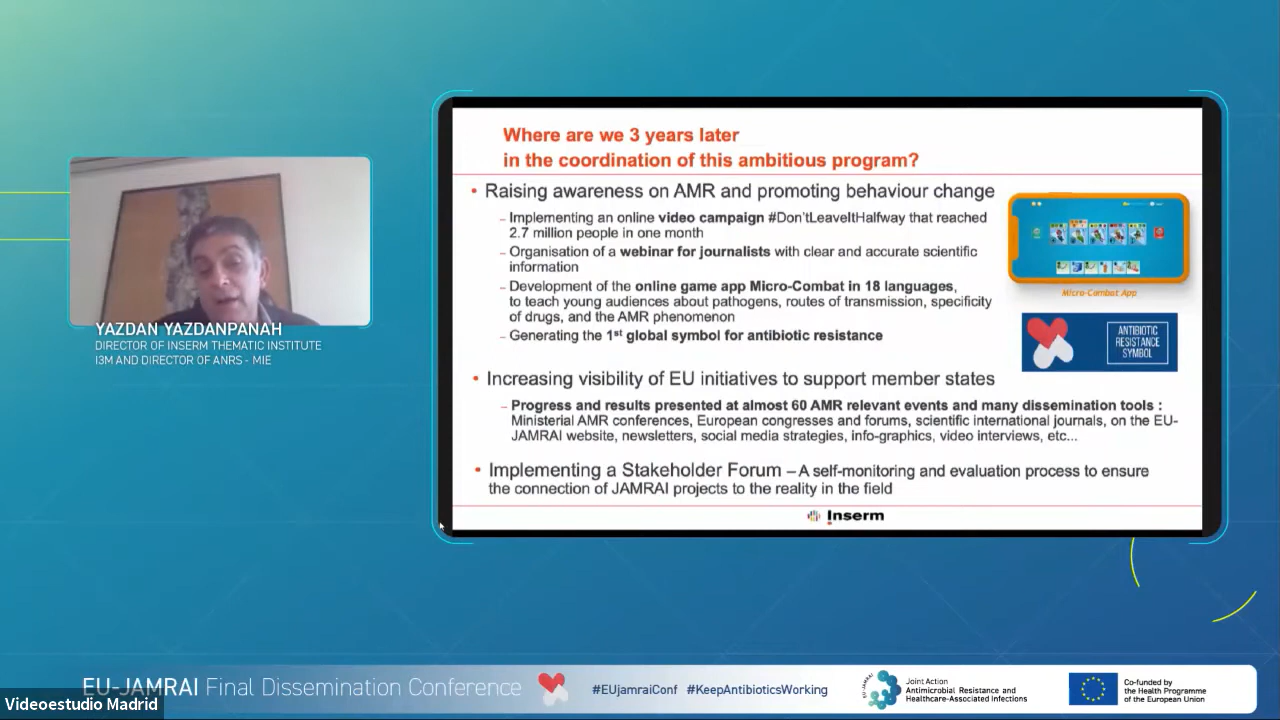 YAZDAN YAZDANPANAH
DIRECTOR OF INSERM THEMATIC INSTITUTE
I3M AND DIRECTOR OF ANRS - MIE
Where are we 3 years later
in the coordination of this ambitious program?
• Raising awareness on AMR and promoting behaviour change
– Implementing an online video campaign #Don'tLeaveItHalfway that reached
2.7 million people in one month
– Organisation of a webinar for journalists with clear and accurate scientific
information
– Development of the online game app Micro-Combat in 18 languages,
to teach young audiences about pathogens, routes of transmission, specificity
of drugs, and the AMR phenomenon
– Generating the 1st global symbol for antibiotic resistance
Micro-Combat App
ANTIBIOTIC
RESISTANCE
SYMBOL
• Increasing visibility of EU initiatives to support member states
– Progress and results presented at almost 60 AMR relevant events and many dissemination tools :
Ministerial AMR conferences, European congresses and forums, scientific international journals, on the EU-
JAMRAI website, newsletters, social media strategies, info-graphics, video interviews, etc...
• Implementing a Stakeholder Forum – A self-monitoring and evaluation process to ensure
the connection of JAMRAI projects to the reality in the field
Inserm
EU-JAMRAI Final Dissemination Conference
#EUjamraiConf #KeepAntibioticsWorking
EU-JAMRAI
Joint Action
Antimicrobial Resistance and
Healthcare-Associated Infections
Co-funded by
the Health Programme
of the European Union
Videoestudio Madrid